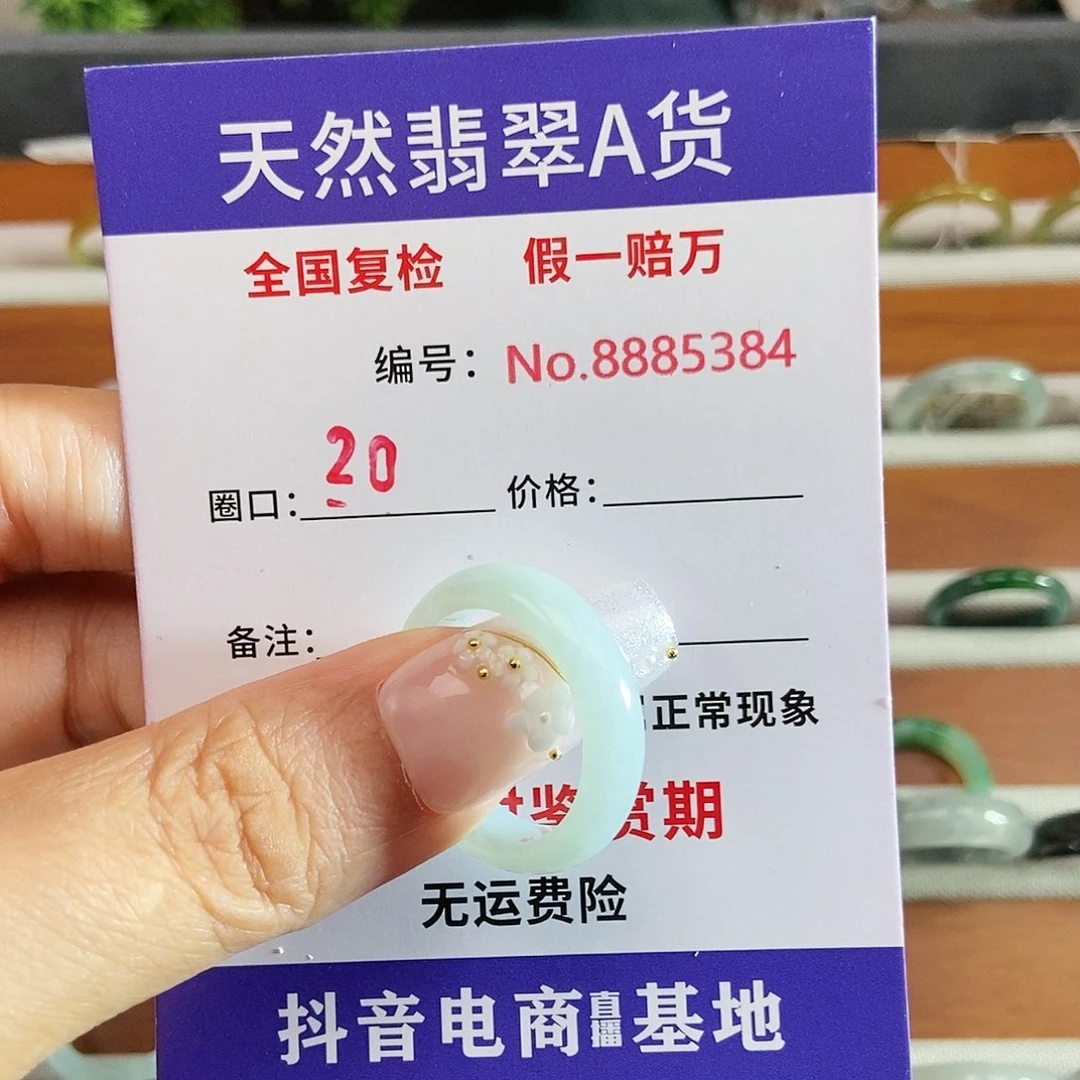 天然翡翠A货
全国复检 假一赔万
编号：No.8885384
圈口：20 价格：
备注：
正常现象
赏期
无运费险
抖音电商直播基地